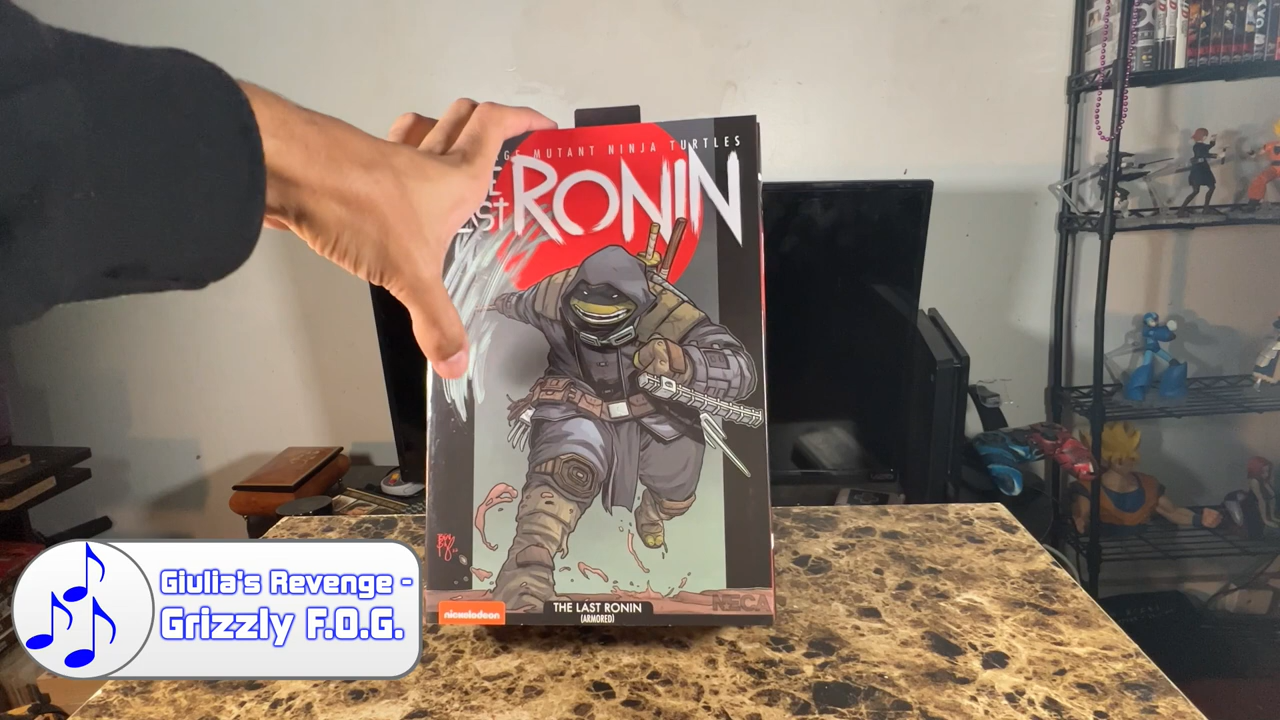 MUTANT NINJA TURTLES
RONIN
nickelodeon
THE LAST RONIN
(ARMORED)
NECA
Giulia's Revenge -
Grizzly F.O.G.